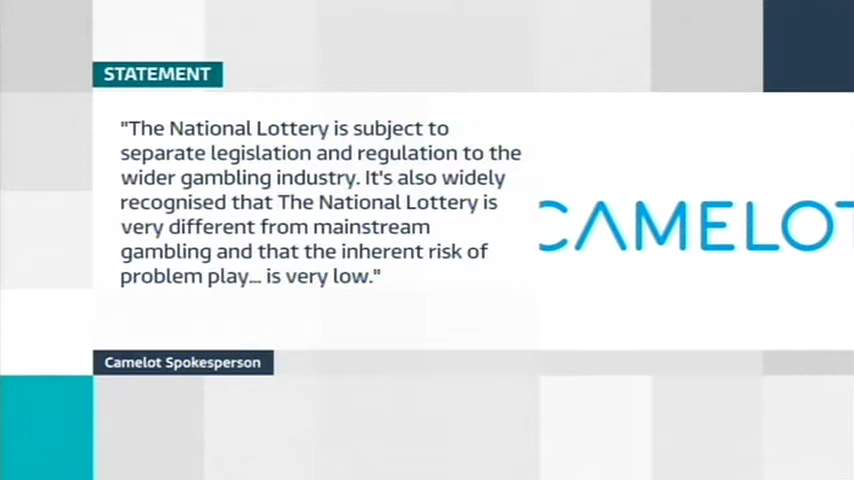 STATEMENT
"The National Lottery is subject to
separate legislation and regulation to the
wider gambling industry. It's also widely
recognised that The National Lottery is
very different from mainstream
gambling and that the inherent risk of
problem play... is very low."
CAMELOT
Camelot Spokesperson